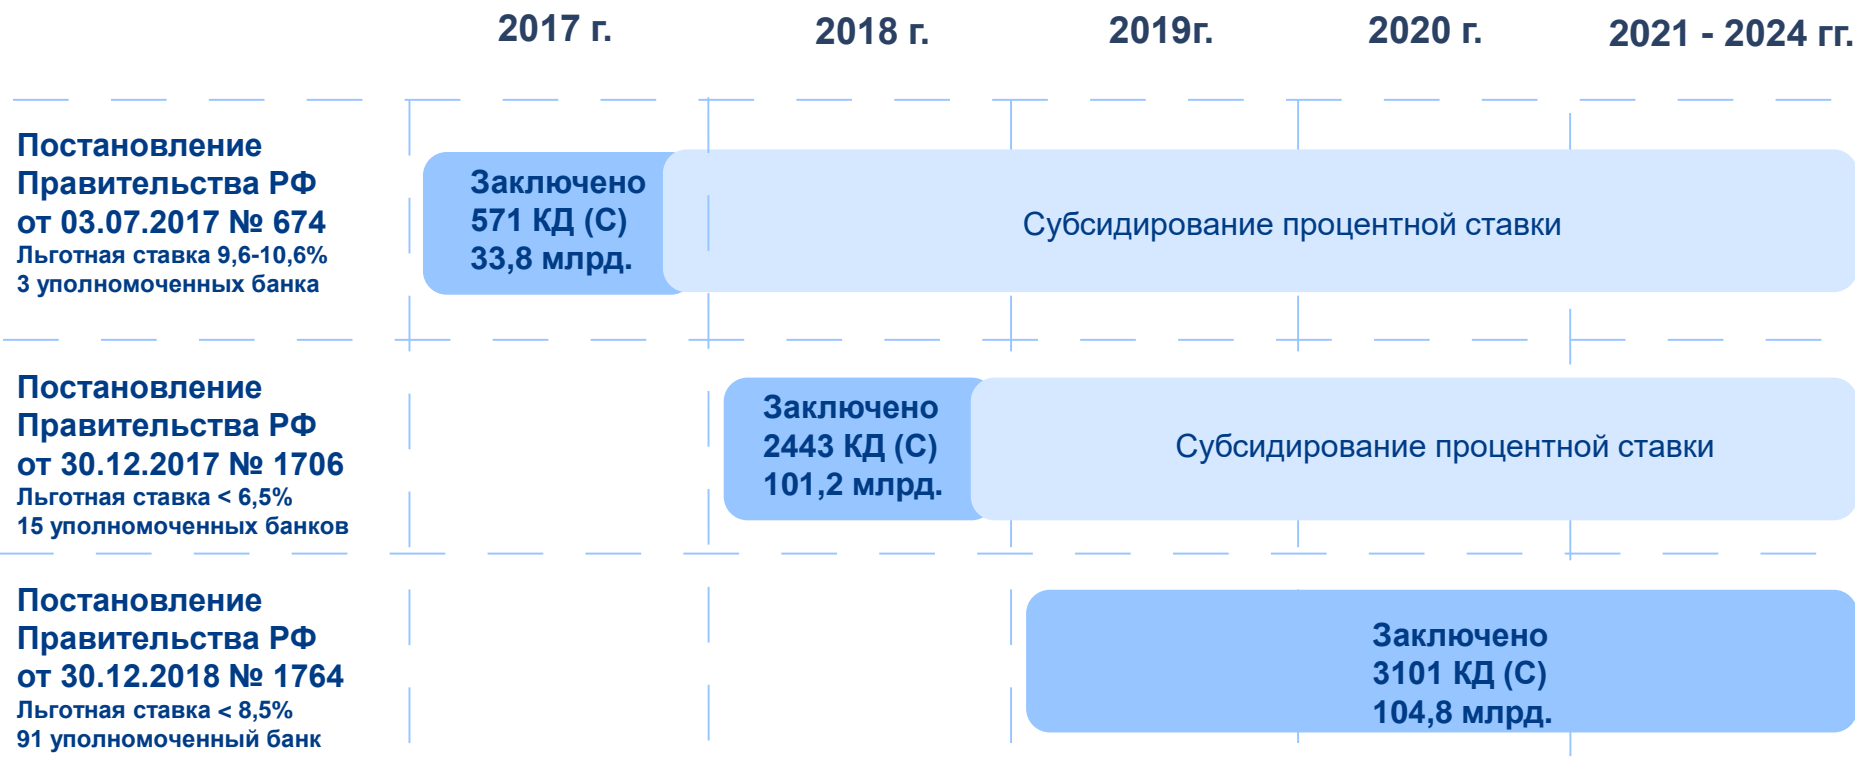 2017 г.
2018 г.
2019г.
2020 г.
2021 - 2024 гг.
Постановление
Правительства РФ
от 03.07.2017 № 674
Льготная ставка 9,6-10,6%
3 уполномоченных банка
Заключено
571 КД (С)
33,8 млрд.
Субсидирование процентной ставки
Постановление
Правительства РФ
от 30.12.2017 № 1706
Льготная ставка < 6,5%
15 уполномоченных банков
Заключено
2443 КД (С)
101,2 млрд.
Субсидирование процентной ставки
Постановление
Правительства РФ
от 30.12.2018 № 1764
Льготная ставка < 8,5%
91 уполномоченный банк
Заключено
3101 КД (С)
104,8 млрд.